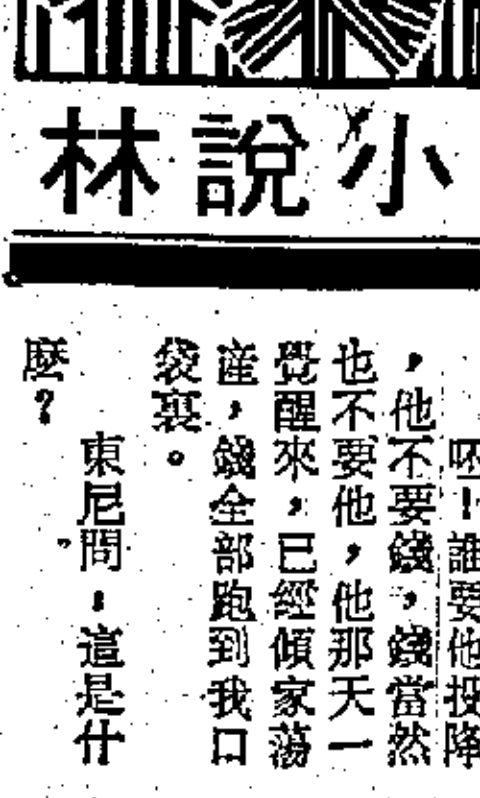 小說林
呸！誰要他投降
，他不要錢，錢當然
也不要他，他那天一
覺醒來，已經傾家蕩
産，錢全部跑到我口
袋裏。
東尼問，這是什
麼？